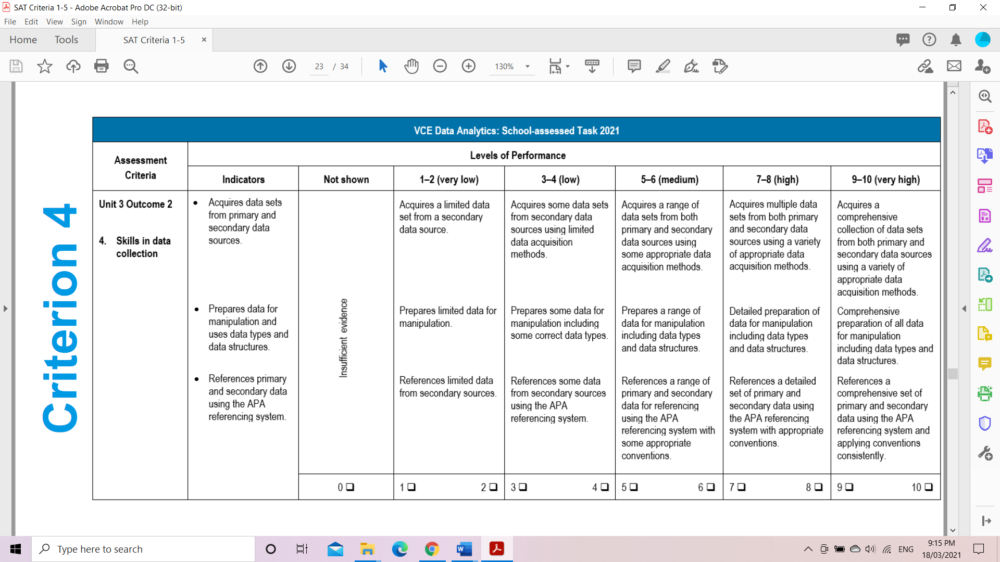 SAT Criteria 1-5 - Adobe Acrobat Pro DC (32-bit)
File Edit View Sign Window Help
Home Tools SAT Criteria 1-5 ×
23 / 34 130%
Criterion 4
VCE Data Analytics: School-assessed Task 2021
Assessment
Criteria
Levels of Performance
Indicators
Not shown
1–2 (very low)
3–4 (low)
5–6 (medium)
7–8 (high)
9–10 (very high)
Unit 3 Outcome 2
4. Skills in data
collection
• Acquires data sets
from primary and
secondary data
sources.
Insufficient evidence
Acquires a limited data
set from a secondary
data source.
Acquires some data sets
from secondary data
sources using limited
data acquisition
methods.
Acquires a range of
data sets from both
primary and secondary
data sources using
some appropriate data
acquisition methods.
Acquires multiple data
sets from both primary
and secondary data
sources using a variety
of appropriate data
acquisition methods.
Acquires a
comprehensive
collection of data sets
from both primary and
secondary data sources
using a variety of
appropriate data
acquisition methods.
• Prepares data for
manipulation and
uses data types and
data structures.
Prepares limited data for
manipulation.
Prepares some data for
manipulation including
some correct data types.
Prepares a range of
data for manipulation
including data types
and data structures.
Detailed preparation of
data for manipulation
including data types
and data structures.
Comprehensive
preparation of all data
for manipulation
including data types and
data structures.
• References primary
and secondary data
using the APA
referencing system.
References limited data
from secondary sources.
References some data
from secondary sources
using the APA
referencing system.
References a range of
primary and secondary
data for referencing
using the APA
referencing system with
some appropriate
conventions.
References a detailed
set of primary and
secondary data using
the APA referencing
system with appropriate
conventions.
References a
comprehensive set of
primary and secondary
data using the APA
referencing system and
applying conventions
consistently.
0 ❑ 1 ❑ 2 ❑ 3 ❑ 4 ❑ 5 ❑ 6 ❑ 7 ❑ 8 ❑ 9 ❑ 10 ❑
Type here to search
ENG
9:15 PM
18/03/2021